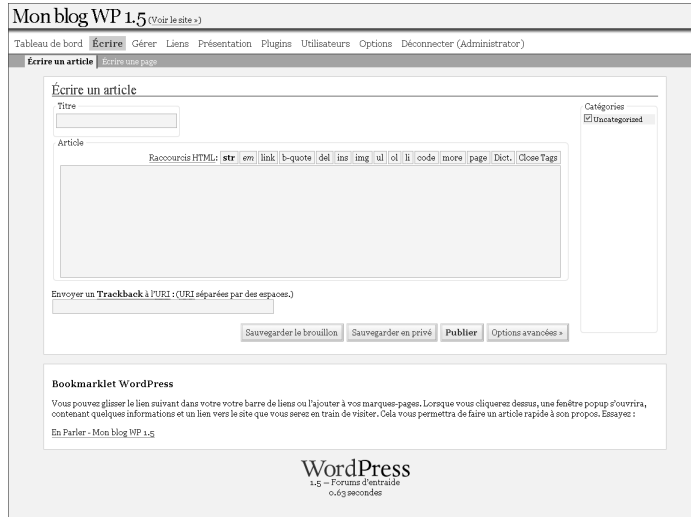 Mon blog WP 1.5 (Voir le site »)
Tableau de bord Écrire Gérer Liens Présentation Plugins Utilisateurs Options Déconnecter (Administrator)
Écrire un article Écrire une page
Écrire un article
Titre
Catégories
Uncategorized
Article
Raccourcis HTML: str em link b-quote del ins img ul ol li code more page Dict. Close Tags
Envoyer un Trackback à l'URI : (URI séparées par des espaces.)
Sauvegarder le brouillon Sauvegarder en privé Publier Options avancées »
Bookmarklet WordPress
Vous pouvez glisser le lien suivant dans votre votre barre de liens ou l'ajouter à vos marques-pages. Lorsque vous cliquerez dessus, une fenêtre popup s'ouvrira,
contenant quelques informations et un lien vers le site que vous serez en train de visiter. Cela vous permettra de faire un article rapide à son propos. Essayez :
En Parler - Mon blog WP 1.5
WordPress
1.5 — Forums d'entraide
0.63 secondes